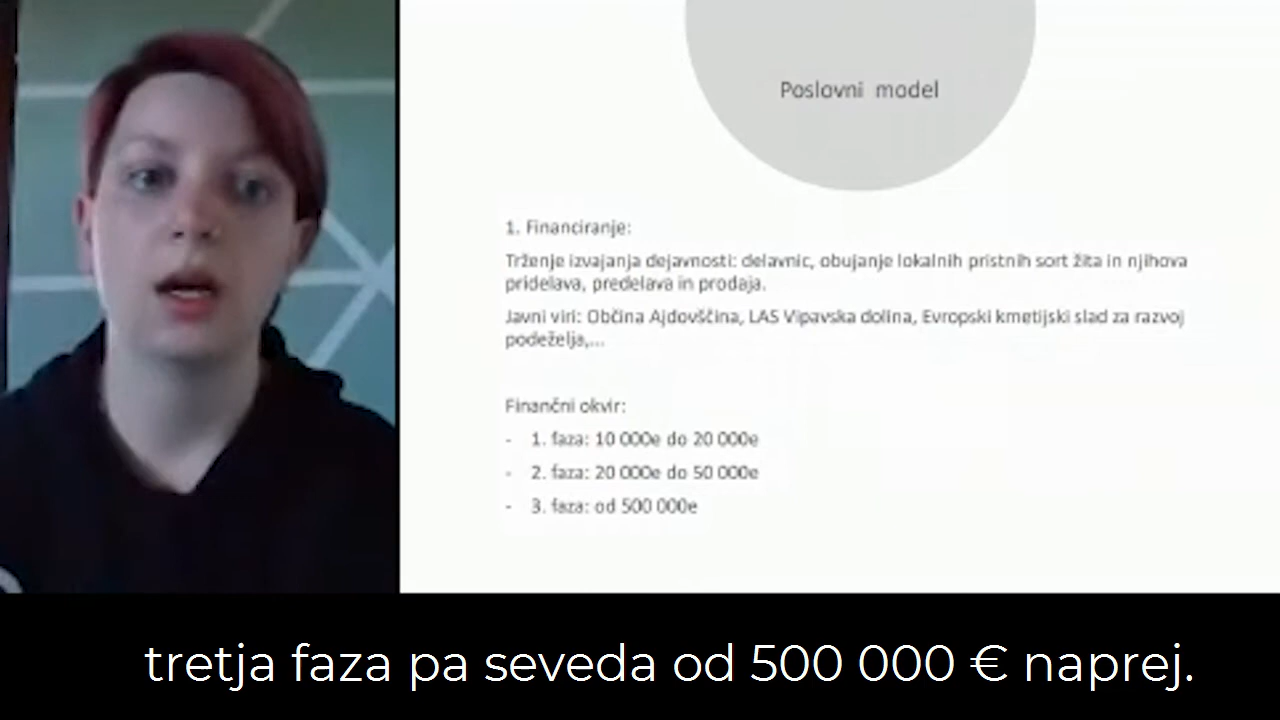 Poslovni model
1. Financiranje:
Trženje izvajanja dejavnosti: delavnic, obujanje lokalnih pristnih sort žita in njihova
pridelava, predelava in prodaja.
Javni viri: Občina Ajdovščina, LAS Vipavska dolina, Evropski kmetijski slad za razvoj
podeželja,...
Finančni okvir:
- 1. faza: 10 000e do 20 000e
- 2. faza: 20 000e do 50 000e
- 3. faza: od 500 000e
tretja faza pa seveda od 500 000 € naprej.